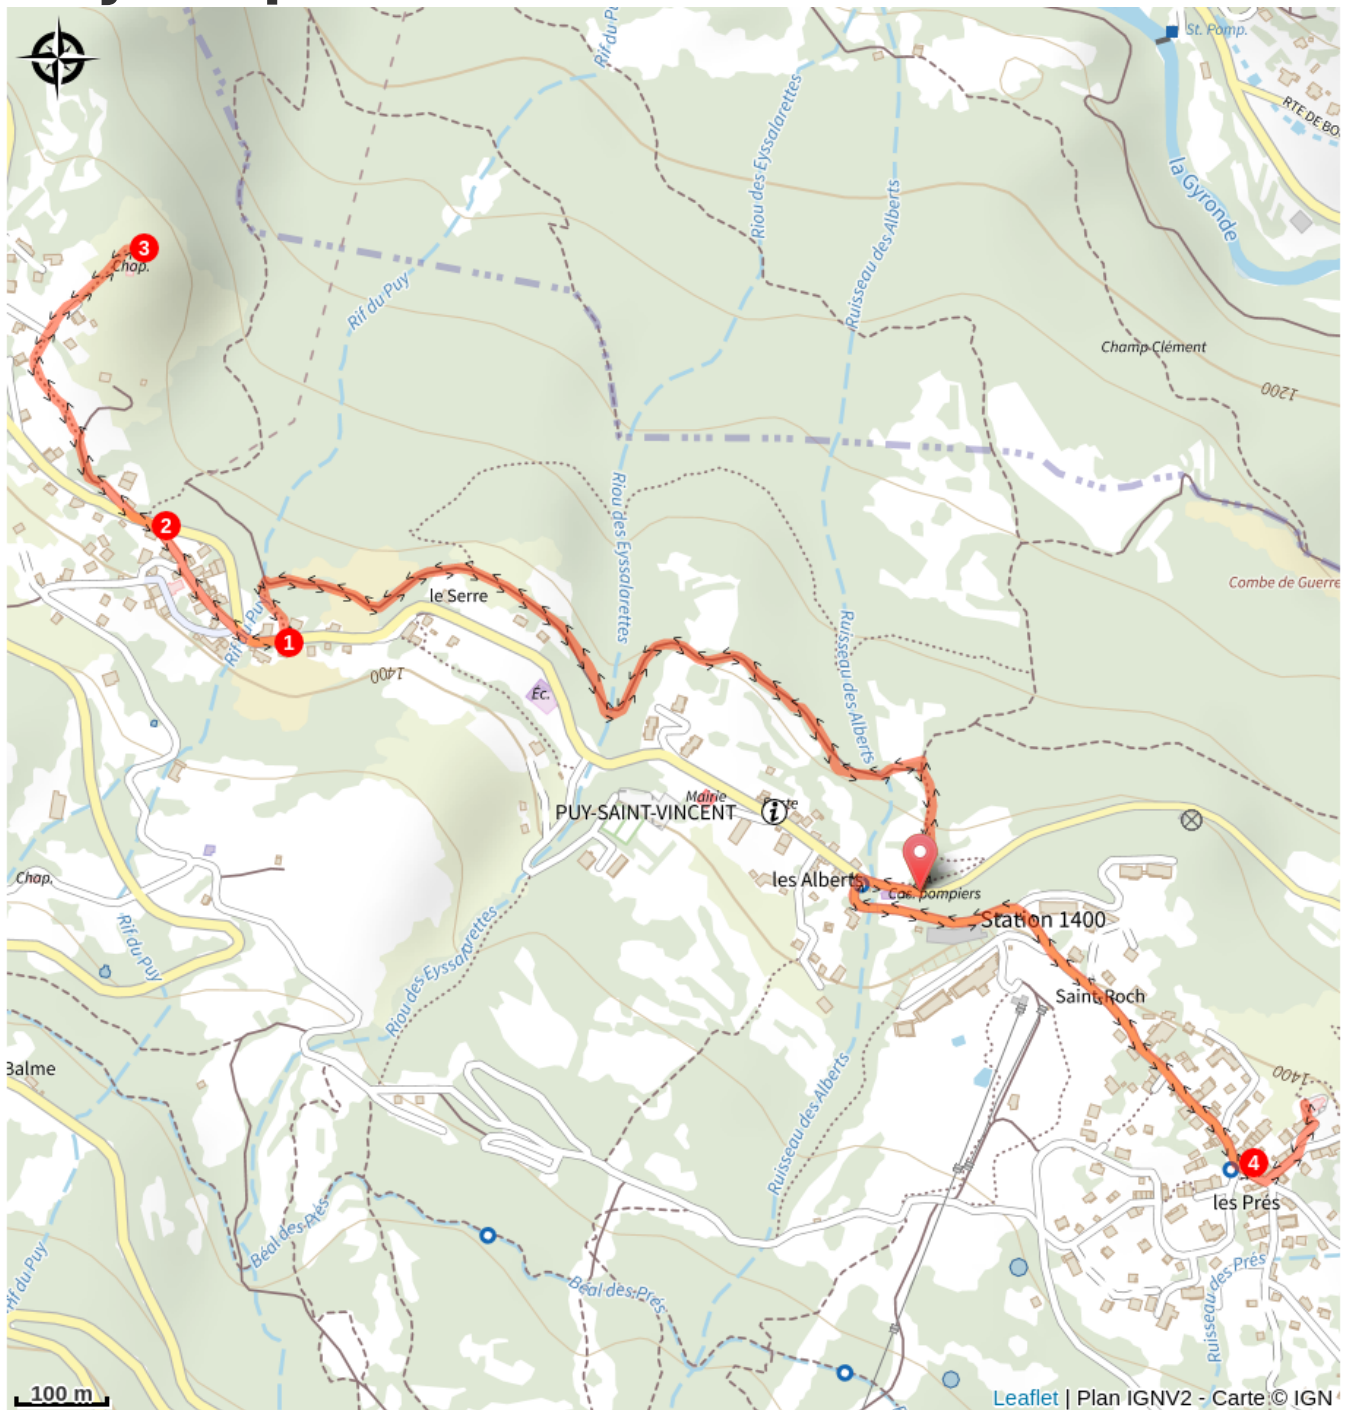 Rif du Pu
St. Pomp.
RTE DE BO
Riou des Eyssalarettes
la Gyronde
Ruisseau des Alberts
3
Chap.
Rif du Puy
Champ Clément
1200
2
Riou des Eyssalarettes
Combe de Guerre
le Serre
Rif du Puy
1
1400
Ruisseau des Alberts
Éc.
Mairie
PUY-SAINT-VINCENT
i
les Alberts
Chap.
Cas. pompiers
Station 1400
Rif du Puy
Riou des Eyssalarettes
Saint-Roch
Balme
1400
Ruisseau des Alberts
4
les Prés
Béal des Prés
Rif du Puy
Béal des Prés
Ruisseau des Prés
100 m
Leaflet | Plan IGNV2 - Carte © IGN